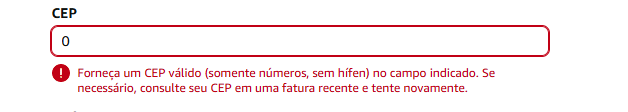 CEP
0
Forneça um CEP válido (somente números, sem hífen) no campo indicado. Se
necessário, consulte seu CEP em uma fatura recente e tente novamente.